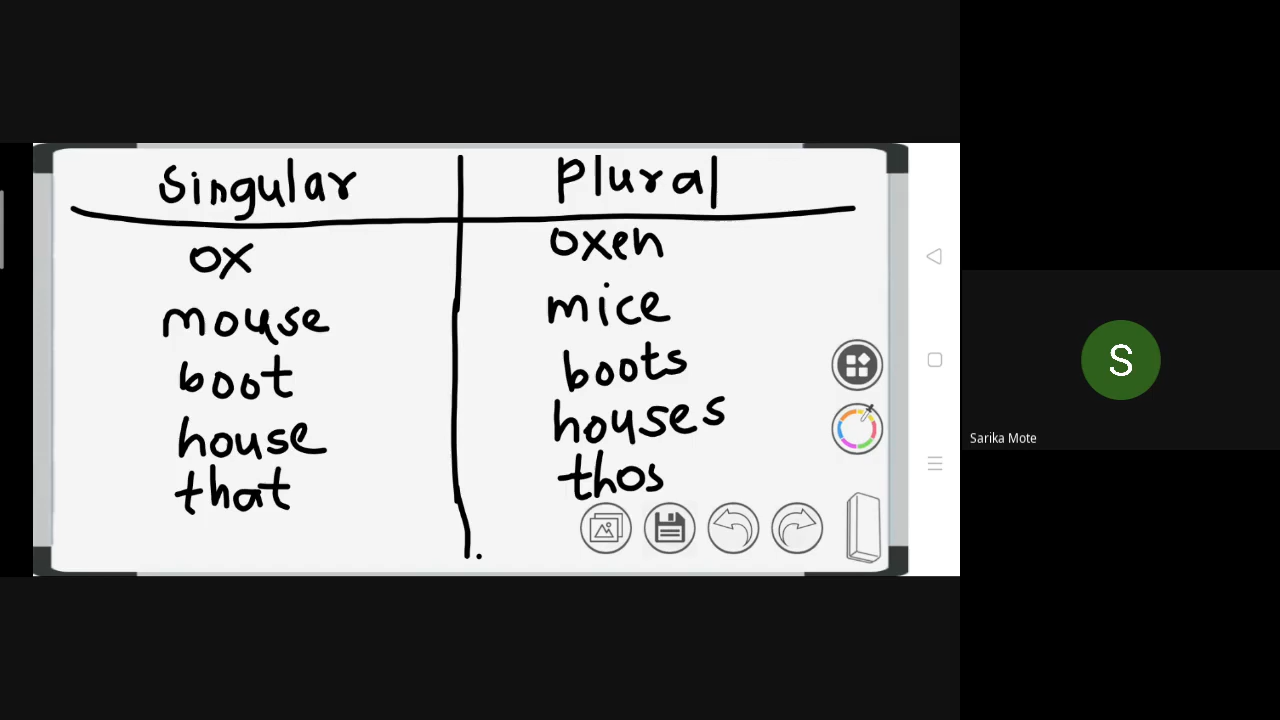 Singular Plural
ox oxen
mouse mice
boot boots
house houses
that thos
S
Sarika Mote